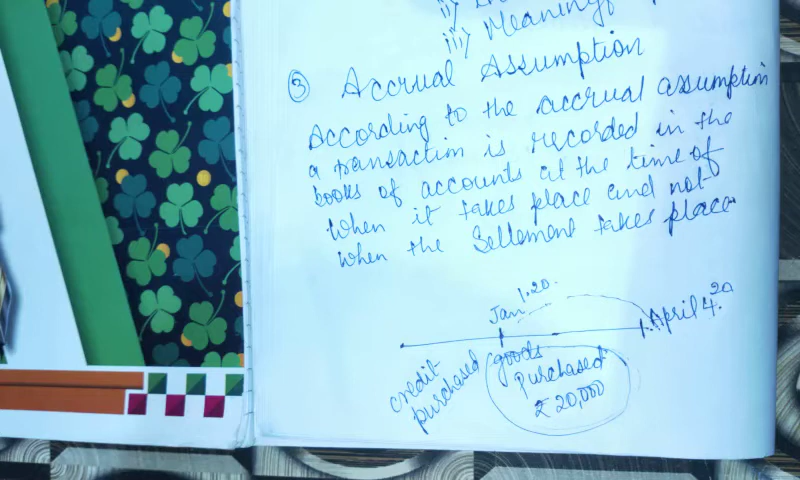 ii)
iii) Meaning of
③ Accrual Assumption
According to the accrual assumption
a transaction is recorded in the
books of accounts at the time of
when it takes place and not
when the Settlement takes place
Jan 1.20.
April 4.20
credit purchased
goods
purchased
₹ 20,000